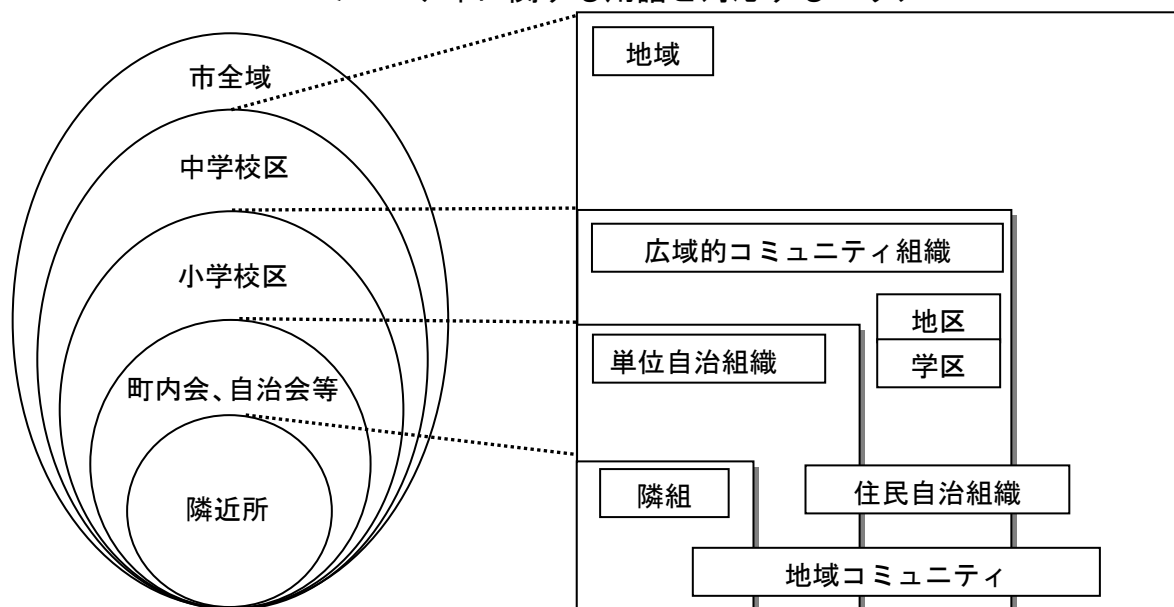 市全域
中学校区
小学校区
町内会、自治会等
隣近所
地域
広域的コミュニティ組織
地区
学区
単位自治組織
隣組
住民自治組織
地域コミュニティ